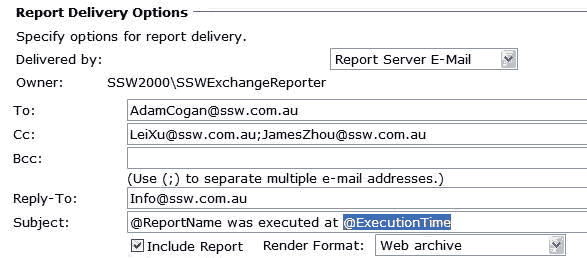 Report Delivery Options
Specify options for report delivery.
Delivered by: Report Server E-Mail
Owner: SSW2000\SSWExchangeReporter
To: AdamCogan@ssw.com.au
Cc: LeiXu@ssw.com.au;JamesZhou@ssw.com.au
Bcc:
(Use (;) to separate multiple e-mail addresses.)
Reply-To: Info@ssw.com.au
Subject: @ReportName was executed at @ExecutionTime
Include Report Render Format: Web archive